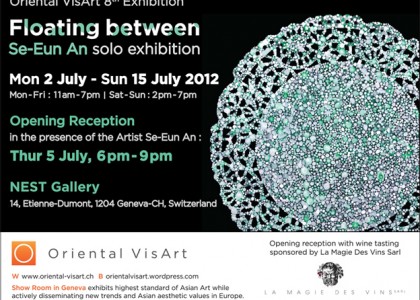 Oriental VisArt 8th Exhibition
Floating between
Se-Eun An solo exhibition
Mon 2 July - Sun 15 July 2012
Mon-Fri : 11am-7pm | Sat-Sun : 2pm-7pm
Opening Reception
in the presence of the Artist Se-Eun An :
Thur 5 July, 6pm-9pm
NEST Gallery
14, Etienne-Dumont, 1204 Geneva-CH, Switzerland
Oriental VisArt
W www.oriental-visart.ch B orientalvisart.wordpress.com
Show Room in Geneva exhibits highest standard of Asian Art while
actively disseminating new trends and Asian aesthetic values in Europe.
Opening reception with wine tasting
sponsored by La Magie Des Vins Sarl
LA MAGIE DES VINS